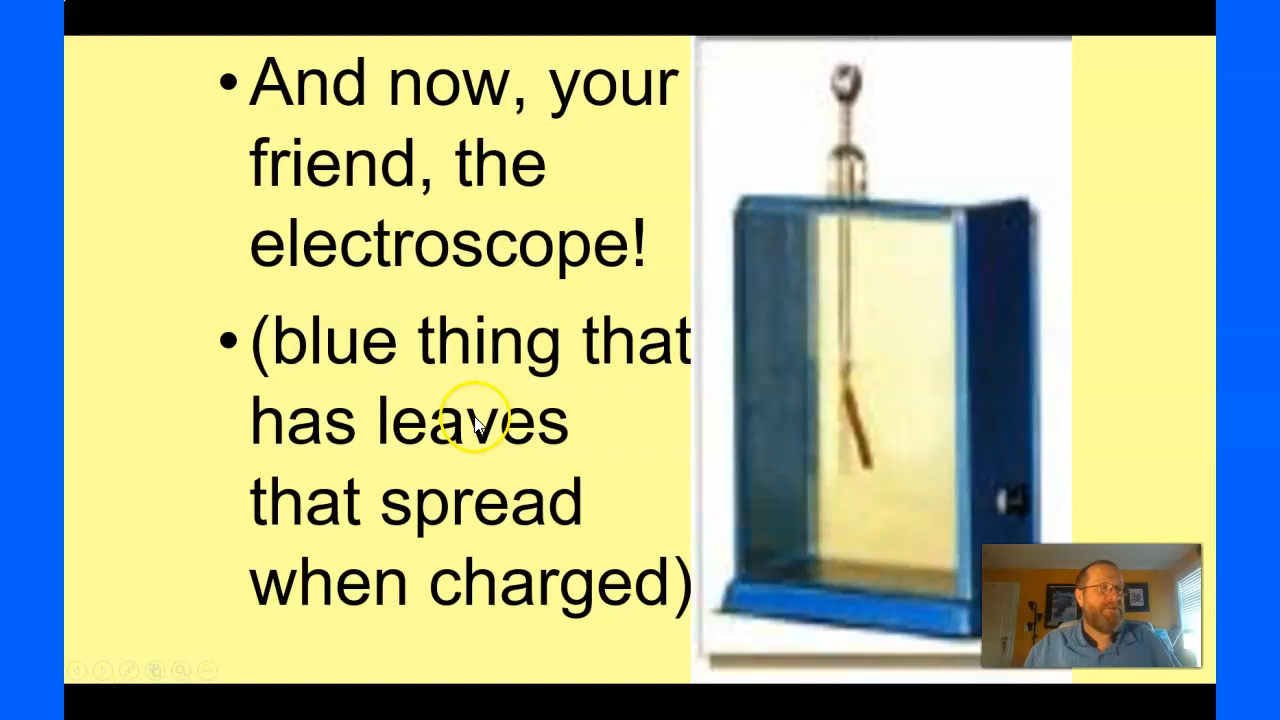 •And now, your
friend, the
electroscope!
•(blue thing that
has leaves
that spread
when charged)